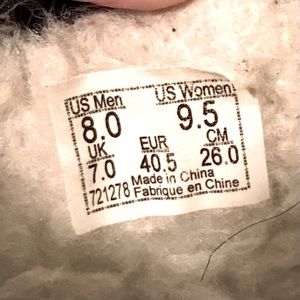 US Men US Women
8.0 9.5
UK EUR CM
7.0 40.5 26.0
Made in China
721278 Fabrique en Chine